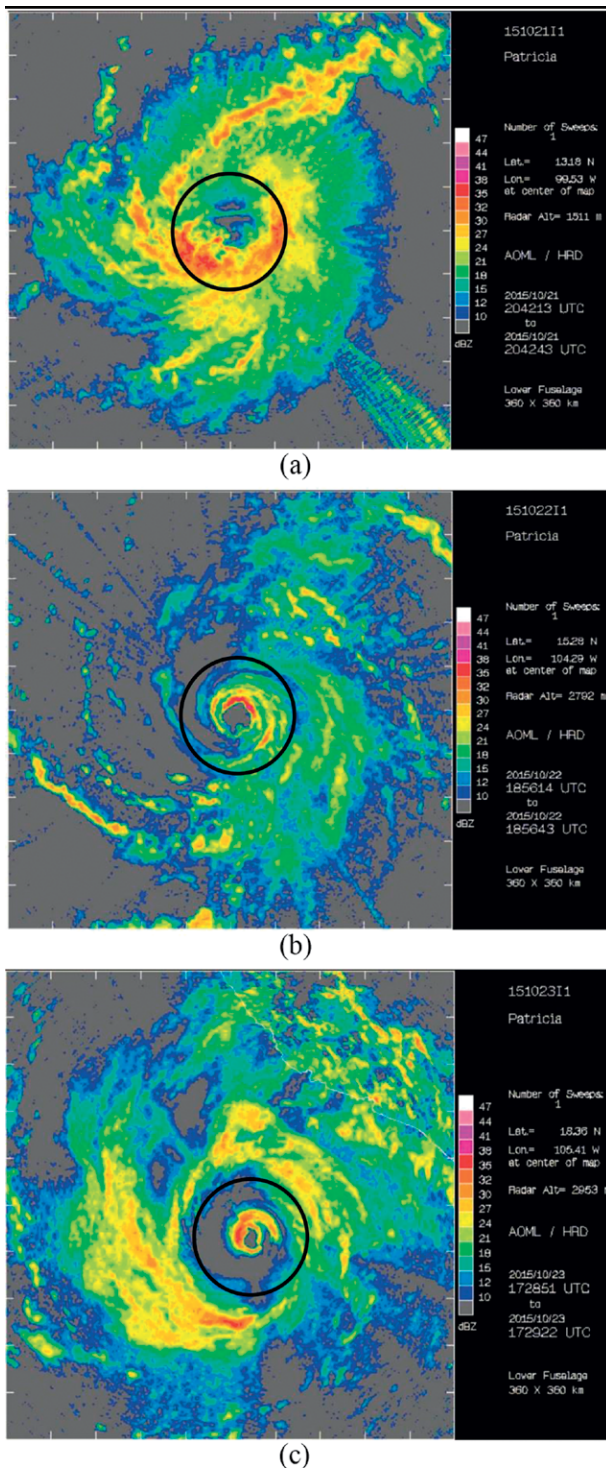 151021I1
Patricia
Number of Sweeps:
1
Lat.= 13.18 N
Lon.= 99.53 W
at center of map
Radar Alt= 1511 m
AOML / HRD
2015/10/21
204213 UTC
to
2015/10/21
204243 UTC
Lower Fuselage
360 X 360 km
47
44
41
38
35
32
30
27
24
21
18
15
12
10
dBZ
(a)
151022I1
Patricia
Number of Sweeps:
1
Lat.= 15.28 N
Lon.= 104.29 W
at center of map
Radar Alt= 2792 m
AOML / HRD
2015/10/22
185614 UTC
to
2015/10/22
185643 UTC
Lower Fuselage
360 X 360 km
47
44
41
38
35
32
30
27
24
21
18
15
12
10
dBZ
(b)
151023I1
Patricia
Number of Sweeps:
1
Lat.= 18.36 N
Lon.= 105.41 W
at center of map
Radar Alt= 2953 m
AOML / HRD
2015/10/23
172851 UTC
to
2015/10/23
172922 UTC
Lower Fuselage
360 X 360 km
47
44
41
38
35
32
30
27
24
21
18
15
12
10
dBZ
(c)